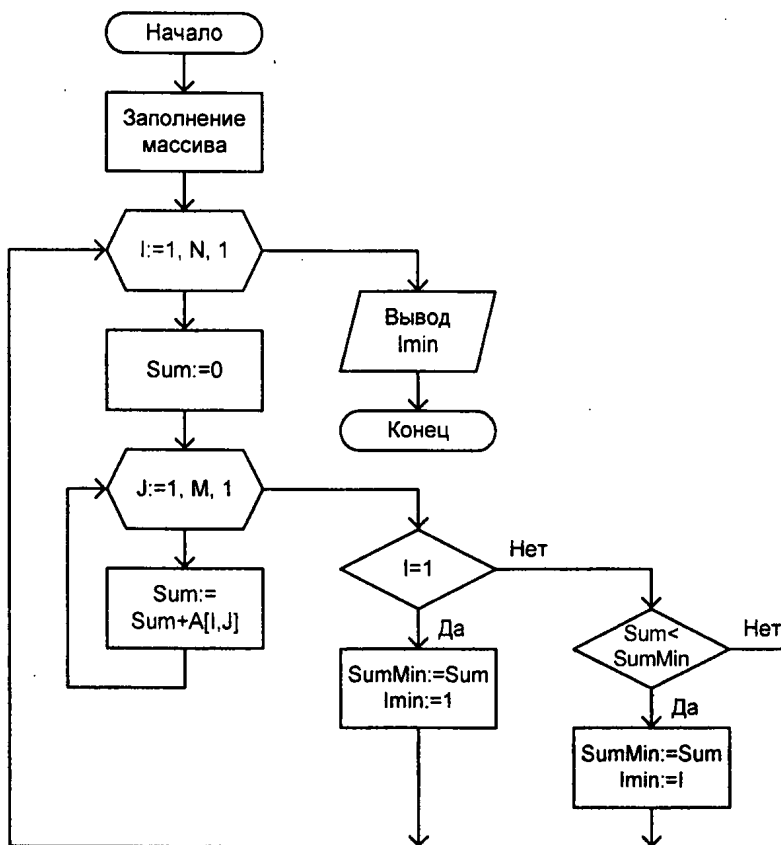 Начало
Заполнение
массива
I:=1, N, 1
Вывод
Imin
Sum:=0
Конец
J:=1, M, 1
I=1
Нет
Sum:=
Sum+A[I,J]
Да
Sum<
SumMin
Нет
SumMin:=Sum
Imin:=1
Да
SumMin:=Sum
Imin:=I